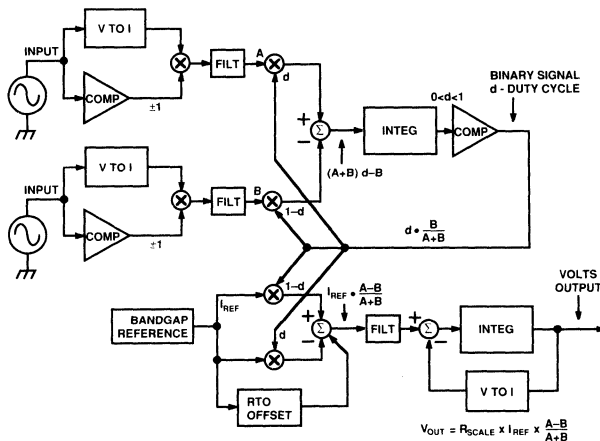 V TO I
INPUT
COMP
±1
FILT
A
d
BINARY SIGNAL
d - DUTY CYCLE
0<d<1
+
−
Σ
INTEG
COMP
(A+B) d–B
V TO I
INPUT
COMP
±1
FILT
B
1–d
d • B/A+B
1–d
IREF
BANDGAP
REFERENCE
d
+
−
Σ
IREF • A–B/A+B
FILT
+
−
Σ
INTEG
VOLTS
OUTPUT
V TO I
RTO
OFFSET
VOUT = RSCALE x IREF x A–B/A+B